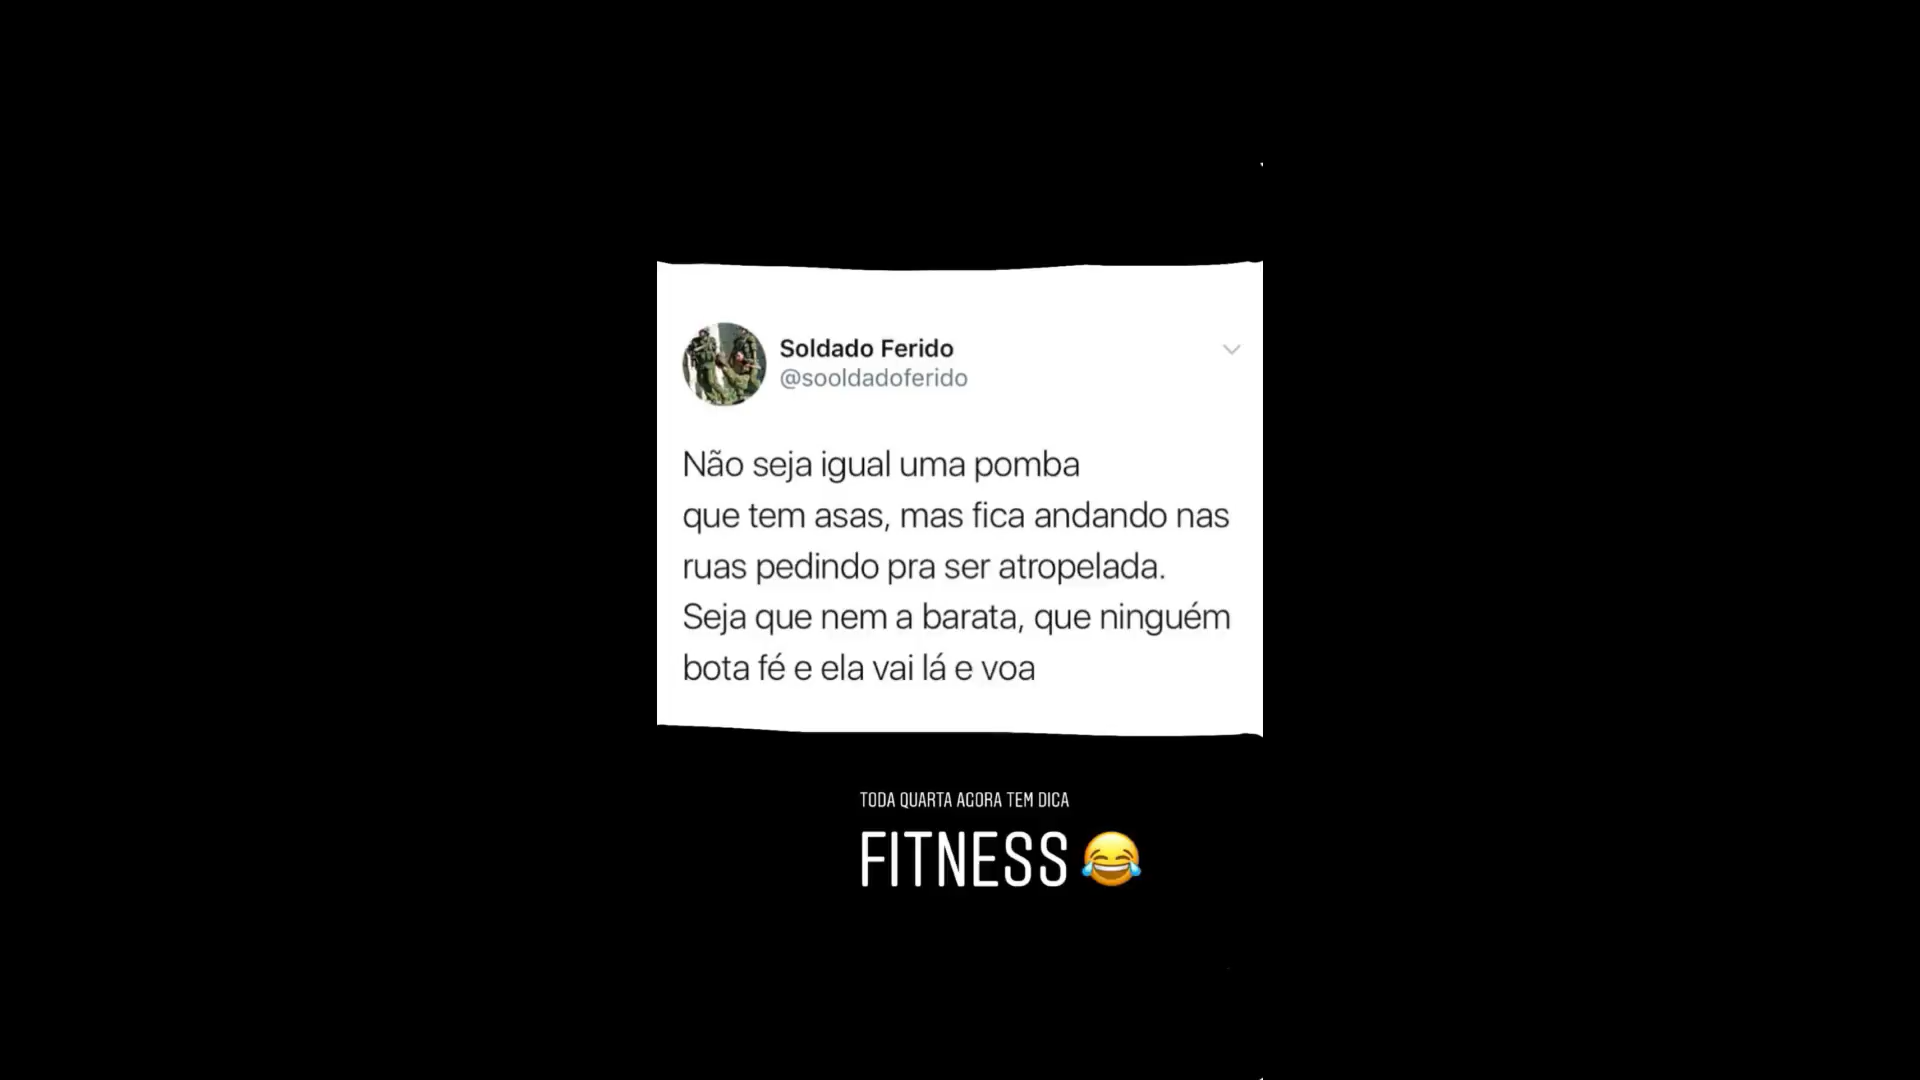 Soldado Ferido
@sooldadoferido
Não seja igual uma pomba
que tem asas, mas fica andando nas
ruas pedindo pra ser atropelada.
Seja que nem a barata, que ninguém
bota fé e ela vai lá e voa
TODA QUARTA AGORA TEM DICA
FITNESS 😂